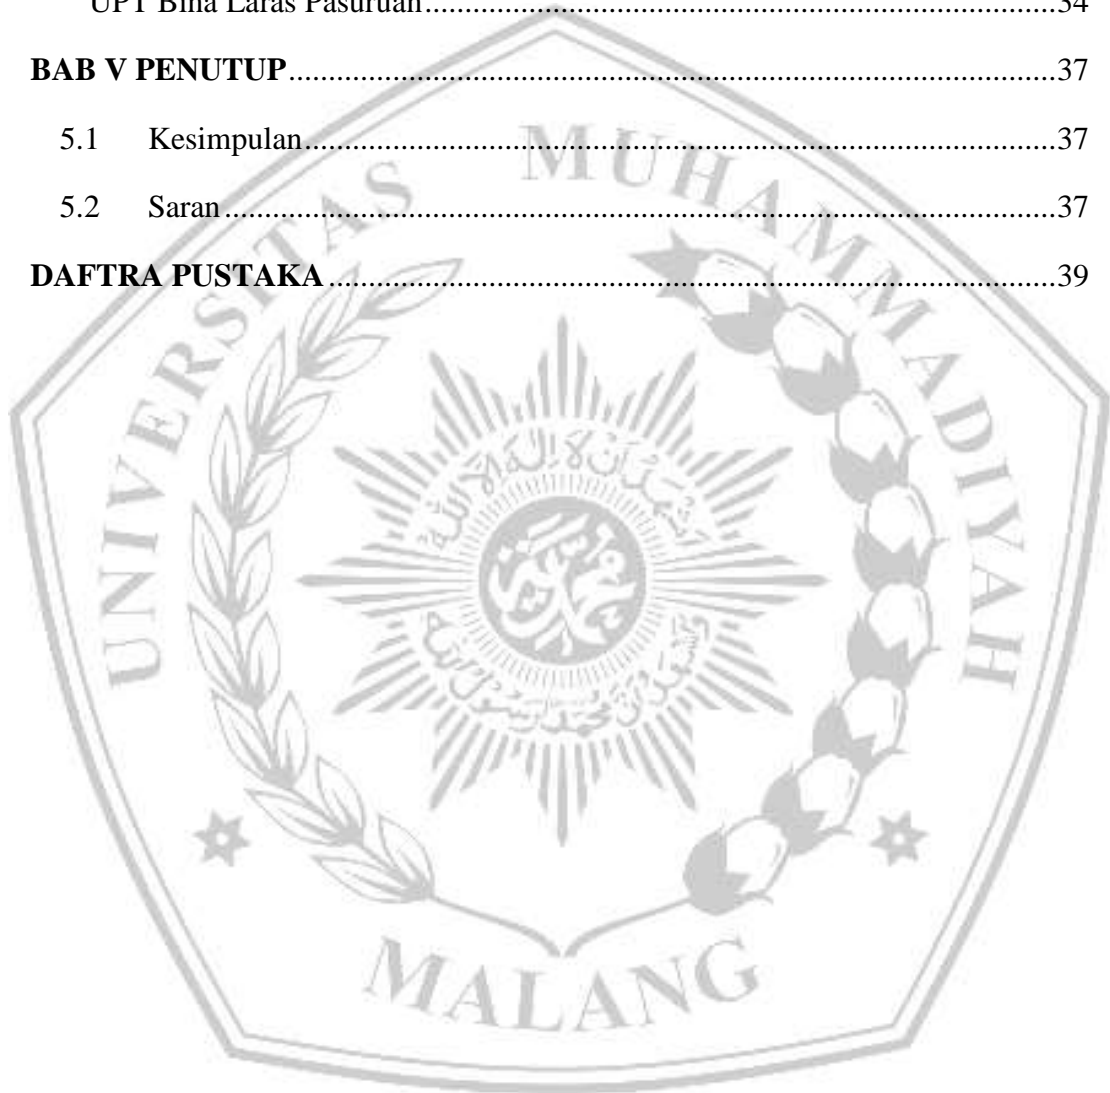 UPT Bina Laras Pasuruan....................................................................................34
BAB V PENUTUP................................................................................................37
5.1 Kesimpulan..............................................................................................37
5.2 Saran........................................................................................................37
DAFTRA PUSTAKA...........................................................................................39
UNIVERSITAS MUHAMMADIYAH
MALANG